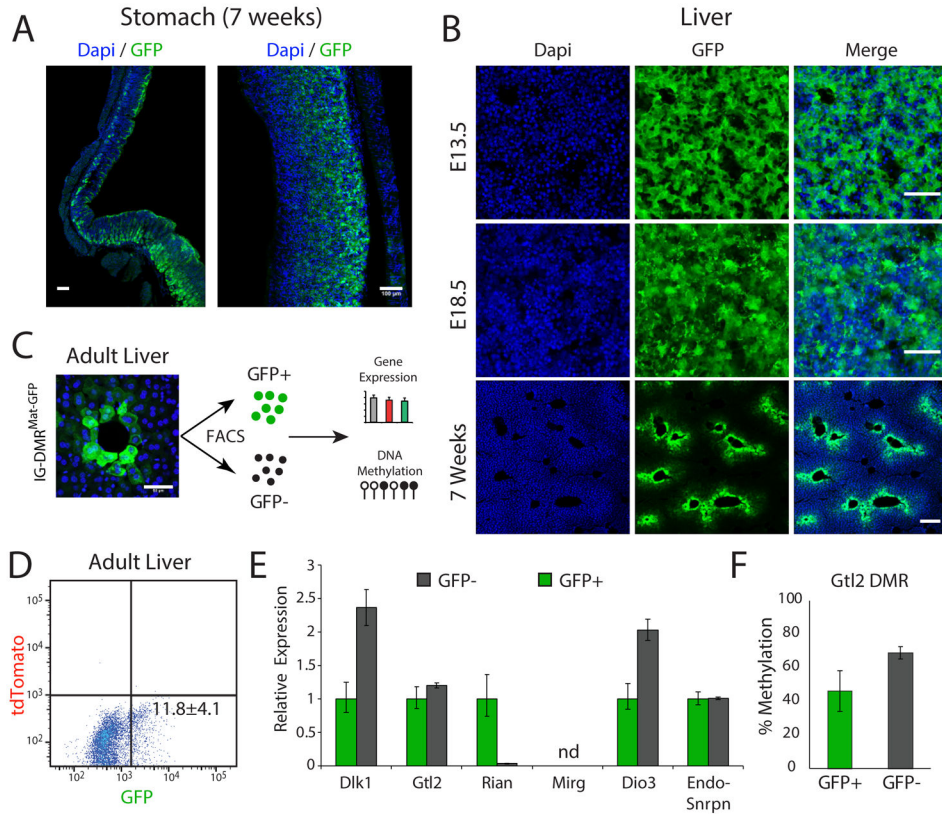 A
Stomach (7 weeks)
Dapi / GFP
Dapi / GFP
100 µm
B
Liver
Dapi
GFP
Merge
E13.5
E18.5
7 Weeks
C
Adult Liver
IG-DMR^Mat-GFP
GFP+
FACS
GFP-
Gene
Expression
DNA
Methylation
D
Adult Liver
tdTomato
10^5
10^4
10^3
10^2
11.8±4.1
10^2
10^3
10^4
10^5
GFP
E
GFP-
GFP+
Relative Expression
3
2.5
2
1.5
1
0.5
0
nd
Dlk1
Gtl2
Rian
Mirg
Dio3
Endo-
Snrpn
F
Gtl2 DMR
% Methylation
100
80
60
40
20
0
GFP+
GFP-